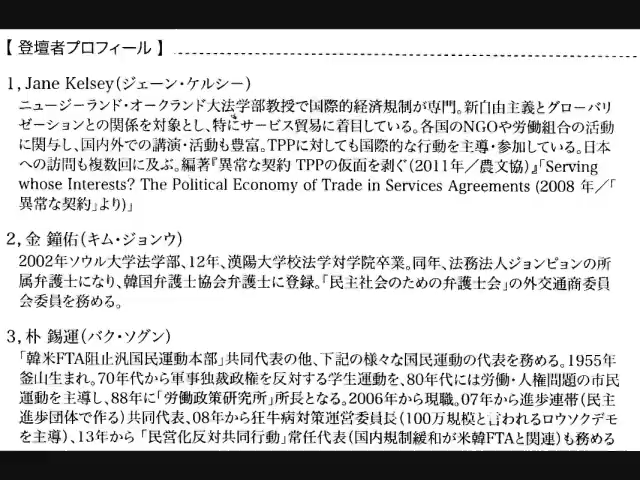 【 登壇者プロフィール 】
1, Jane Kelsey（ジェーン・ケルシー）
ニュージーランド・オークランド大法学部教授で国際的経済規制が専門。新自由主義とグローバリ
ゼーションとの関係を対象とし、特にサービス貿易に着目している。各国のNGOや労働組合の活動
に関与し、国内外での講演・活動も豊富。TPPに対しても国際的な行動を主導・参加している。日本
への訪問も複数回に及ぶ。編著『異常な契約 TPPの仮面を剥ぐ（2011年／農文協）』「Serving
whose Interests? The Political Economy of Trade in Services Agreements (2008 年／「
異常な契約」より)」
2, 金 鐘佑（キム・ジョンウ）
2002年ソウル大学法学部、12年、漢陽大学校法学対学院卒業。同年、法務法人ジョンピョンの所
属弁護士になり、韓国弁護士協会弁護士に登録。「民主社会のための弁護士会」の外交通商委員
会委員を務める。
3, 朴 錫運（バク・ソグン）
「韓米FTA阻止汎国民運動本部」共同代表の他、下記の様々な国民運動の代表を務める。1955年
釜山生まれ。70年代から軍事独裁政権を反対する学生運動を、80年代には労働・人権問題の市民
運動を主導し、88年に「労働政策研究所」所長となる。2006年から現職。07年から進歩連帯（民主
進歩団体で作る）共同代表、08年から狂牛病対策運営委員長（100万規模と言われるロウソクデモ
を主導）、13年から「民営化反対共同行動」常任代表（国内規制緩和が米韓FTAと関連）も務める